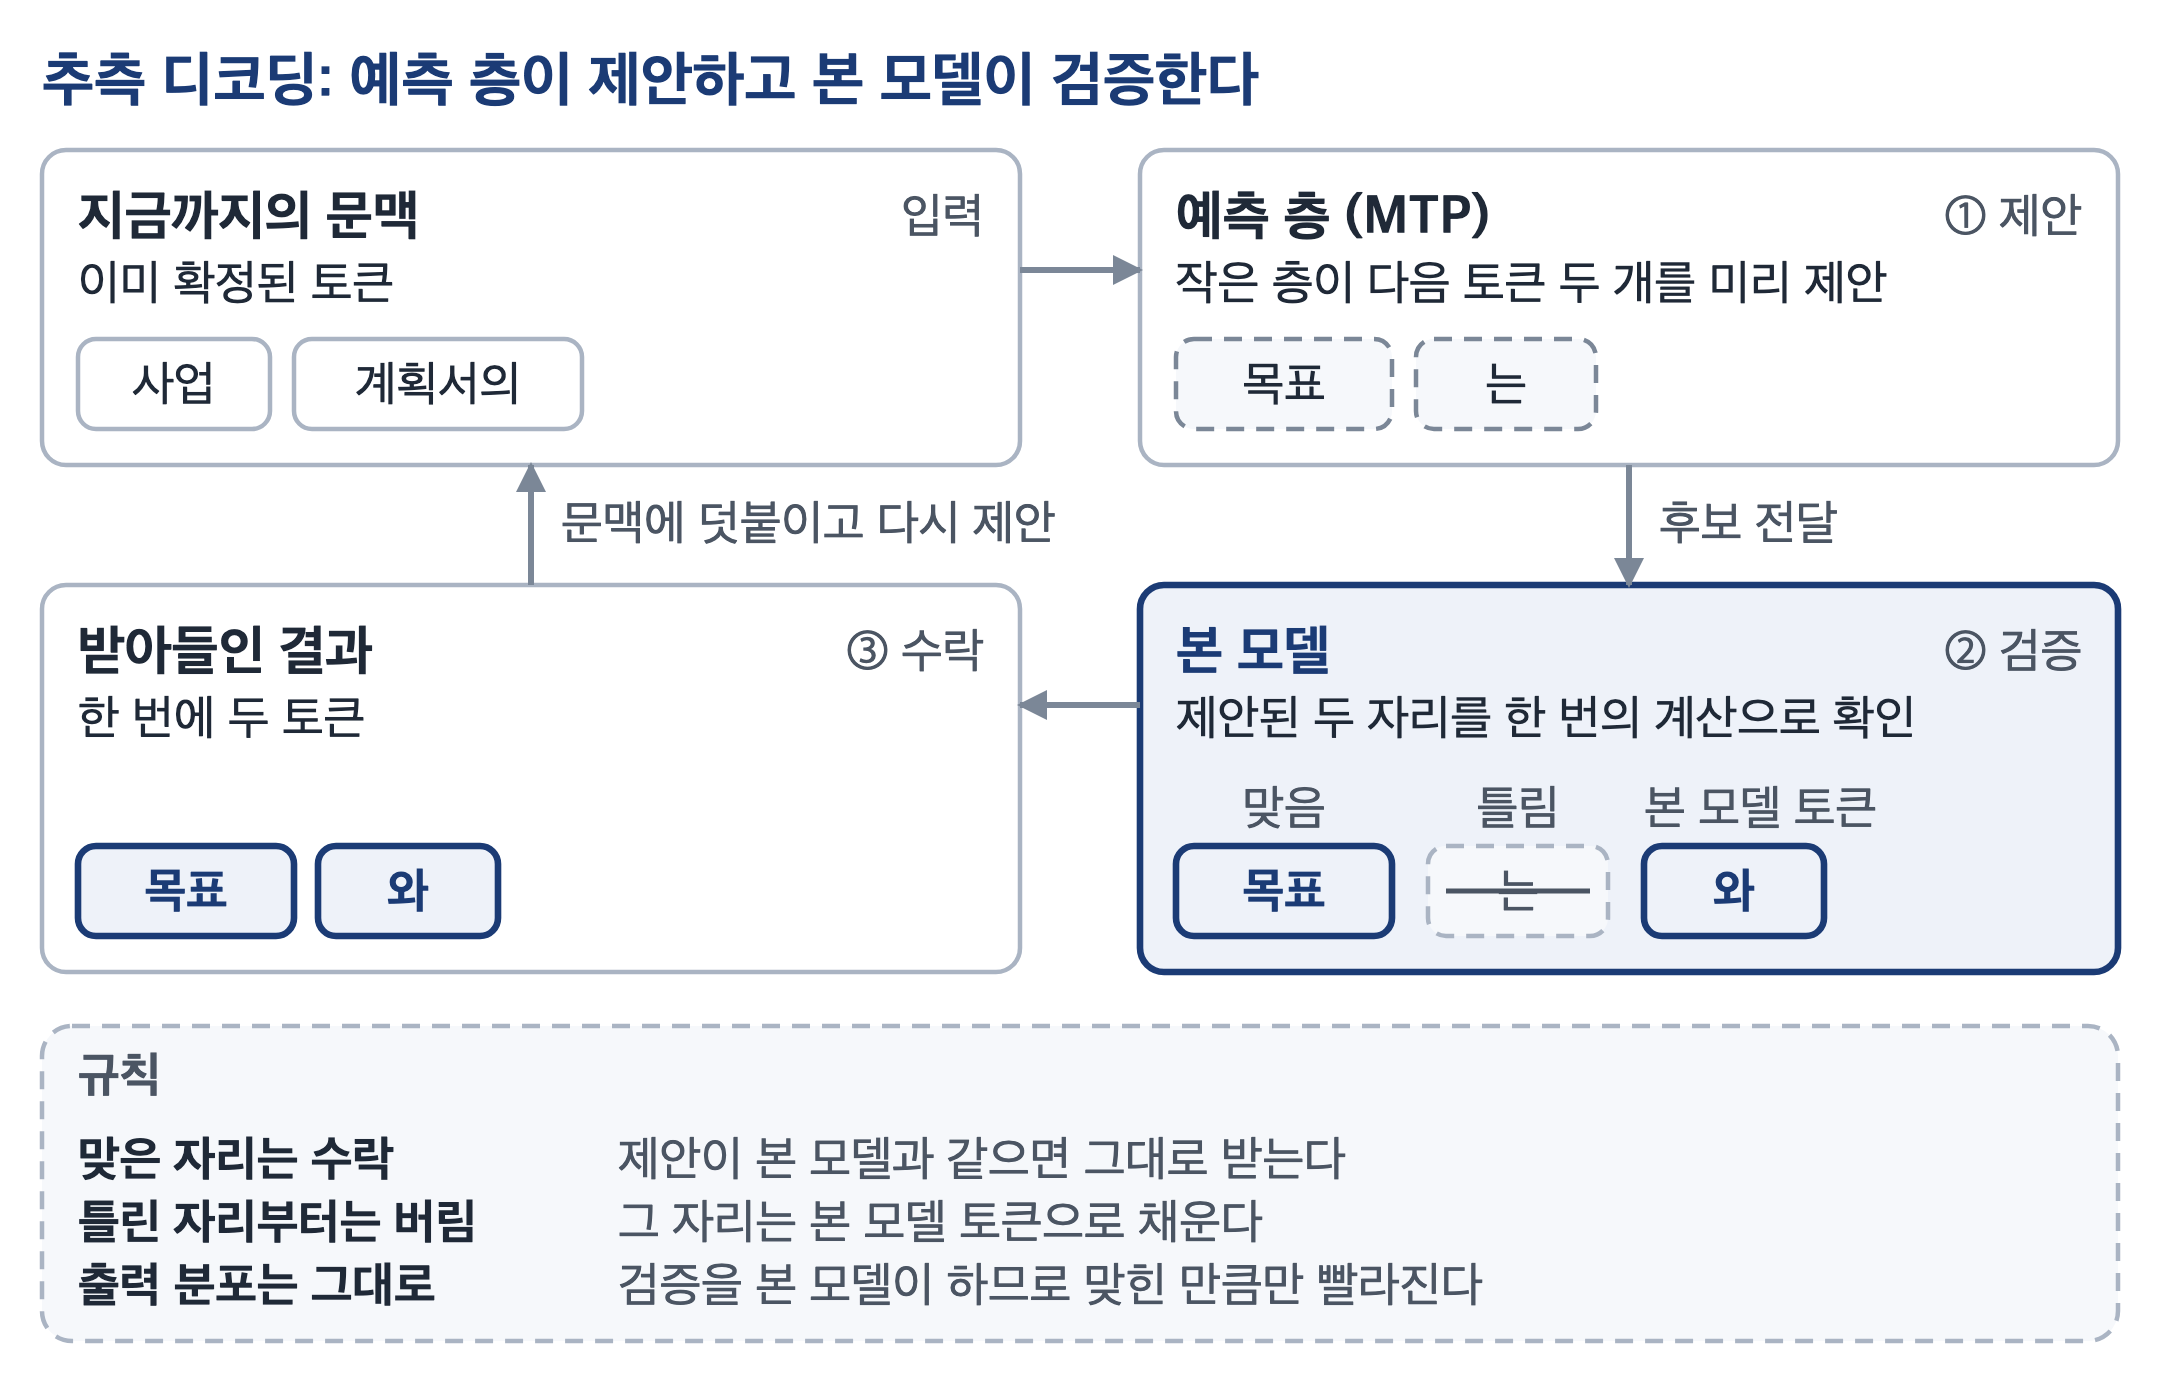 추측 디코딩: 예측 층이 제안하고 본 모델이 검증한다
지금까지의 문맥
입력
이미 확정된 토큰
사업
계획서의
예측 층 (MTP)
① 제안
작은 층이 다음 토큰 두 개를 미리 제안
목표
는
문맥에 덧붙이고 다시 제안
후보 전달
받아들인 결과
③ 수락
한 번에 두 토큰
목표
와
본 모델
② 검증
제안된 두 자리를 한 번의 계산으로 확인
맞음
틀림
본 모델 토큰
목표
는
와
규칙
맞은 자리는 수락
제안이 본 모델과 같으면 그대로 받는다
틀린 자리부터는 버림
그 자리는 본 모델 토큰으로 채운다
출력 분포는 그대로
검증을 본 모델이 하므로 맞힌 만큼만 빨라진다